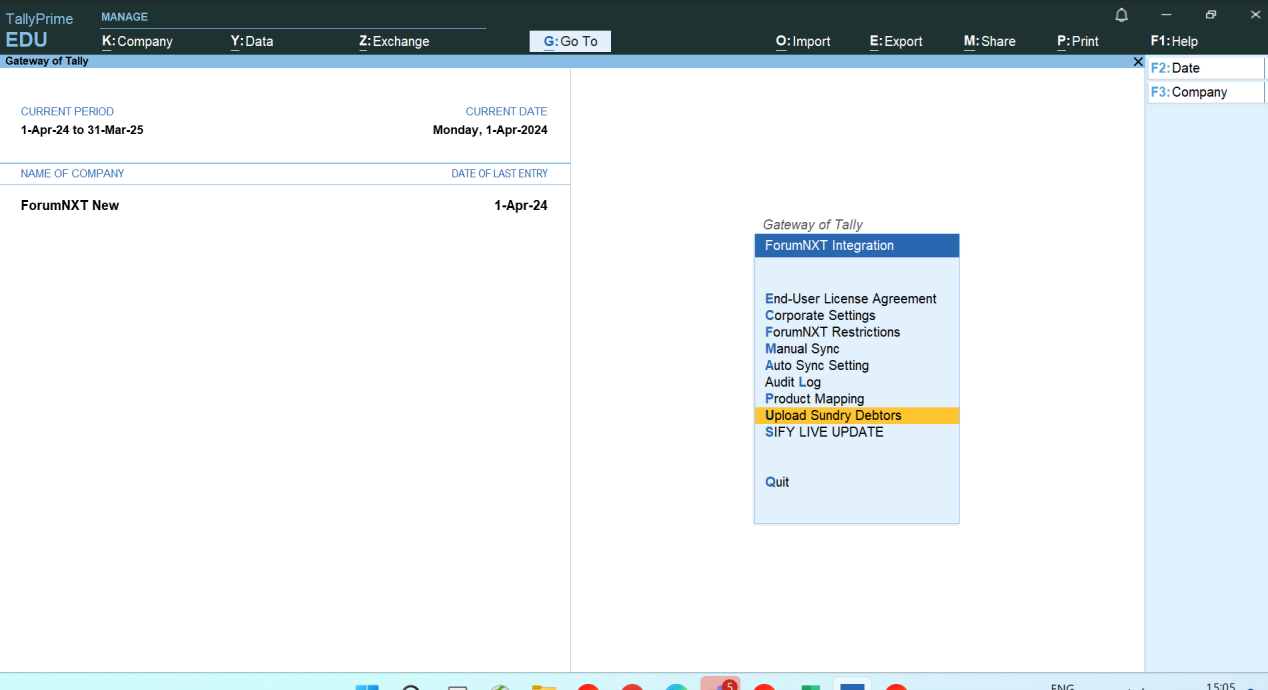 TallyPrime
EDU
MANAGE
K:Company Y:Data Z:Exchange G:Go To O:Import E:Export M:Share P:Print F1:Help
Gateway of Tally
F2:Date
F3:Company
CURRENT PERIOD CURRENT DATE
1-Apr-24 to 31-Mar-25 Monday, 1-Apr-2024
NAME OF COMPANY DATE OF LAST ENTRY
ForumNXT New 1-Apr-24
Gateway of Tally
ForumNXT Integration
End-User License Agreement
Corporate Settings
ForumNXT Restrictions
Manual Sync
Auto Sync Setting
Audit Log
Product Mapping
Upload Sundry Debtors
SIFY LIVE UPDATE
Quit
5
ENG 15:05